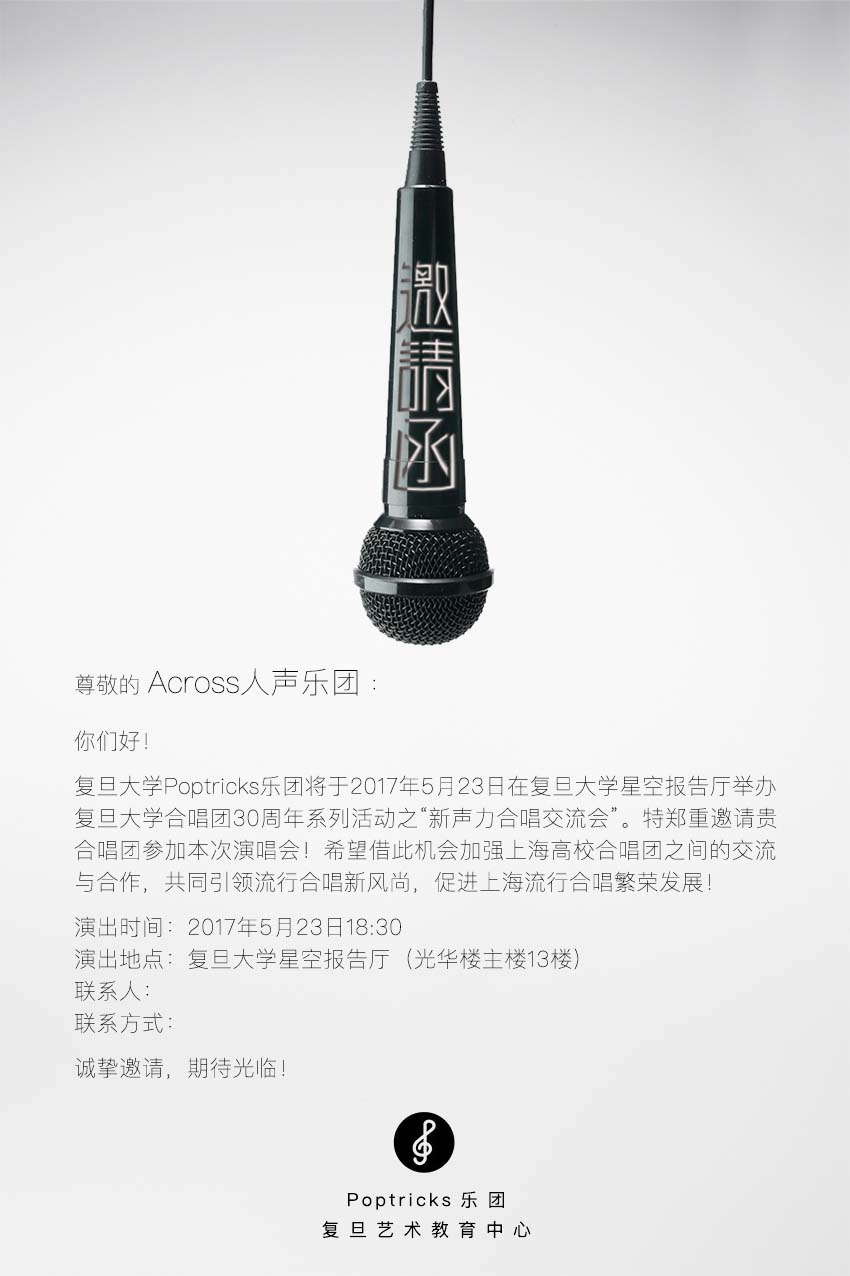 邀請函
尊敬的 Across人声乐团：
你们好！
复旦大学Poptricks乐团将于2017年5月23日在复旦大学星空报告厅举办
复旦大学合唱团30周年系列活动之“新声力合唱交流会”。特郑重邀请贵
合唱团参加本次演唱会！希望借此机会加强上海高校合唱团之间的交流
与合作，共同引领流行合唱新风尚，促进上海流行合唱繁荣发展！
演出时间：2017年5月23日18:30
演出地点：复旦大学星空报告厅（光华楼主楼13楼）
联系人：
联系方式：
诚挚邀请，期待光临！
Poptricks乐团
复旦艺术教育中心